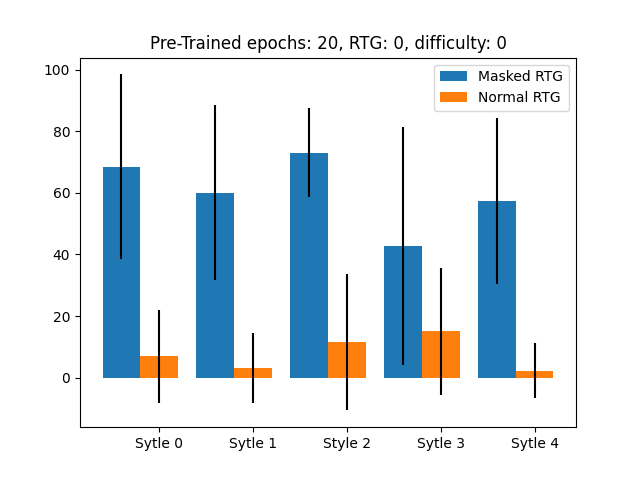 Pre-Trained epochs: 20, RTG: 0, difficulty: 0
Masked RTG
Normal RTG
100
80
60
40
20
0
Sytle 0
Sytle 1
Style 2
Sytle 3
Sytle 4